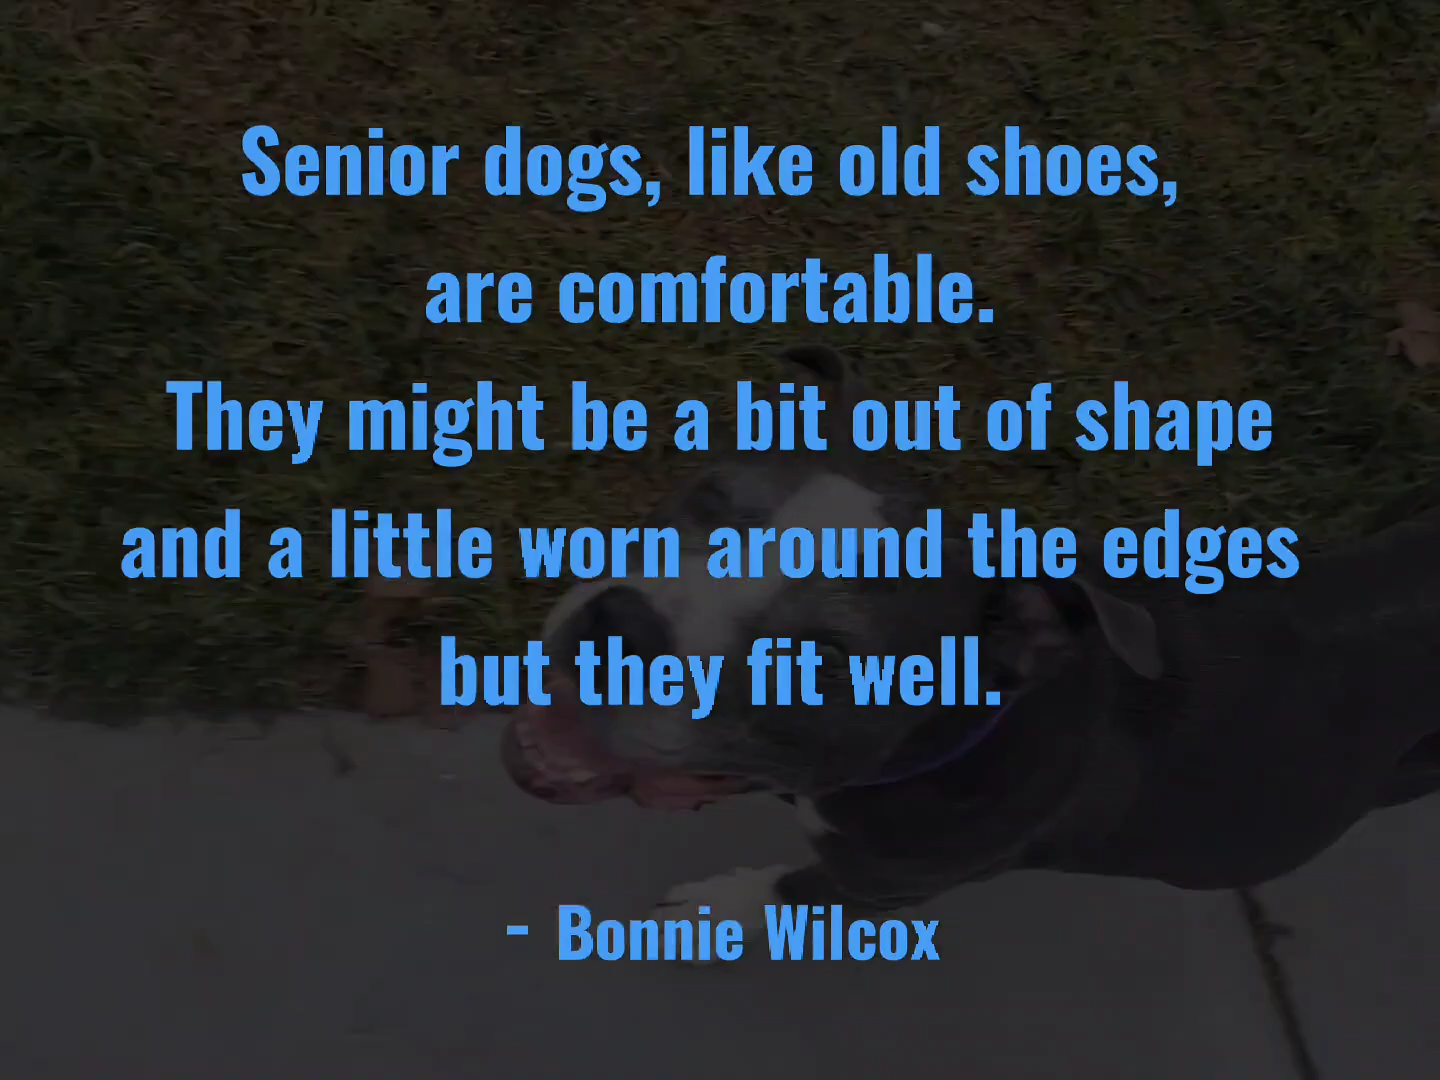 Senior dogs, like old shoes,
are comfortable.
They might be a bit out of shape
and a little worn around the edges
but they fit well.
- Bonnie Wilcox